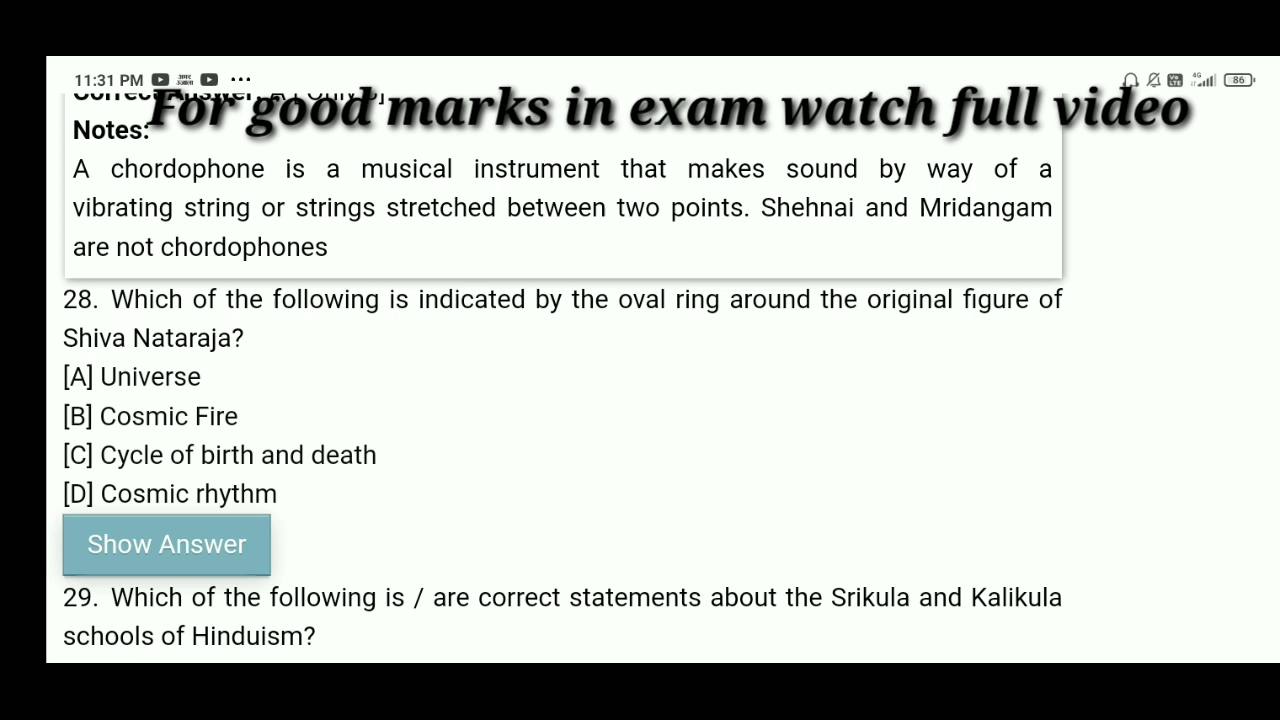 11:31 PM
4G
86
For good marks in exam watch full video
Notes:
A chordophone is a musical instrument that makes sound by way of a
vibrating string or strings stretched between two points. Shehnai and Mridangam
are not chordophones
28. Which of the following is indicated by the oval ring around the original figure of
Shiva Nataraja?
[A] Universe
[B] Cosmic Fire
[C] Cycle of birth and death
[D] Cosmic rhythm
Show Answer
29. Which of the following is / are correct statements about the Srikula and Kalikula
schools of Hinduism?